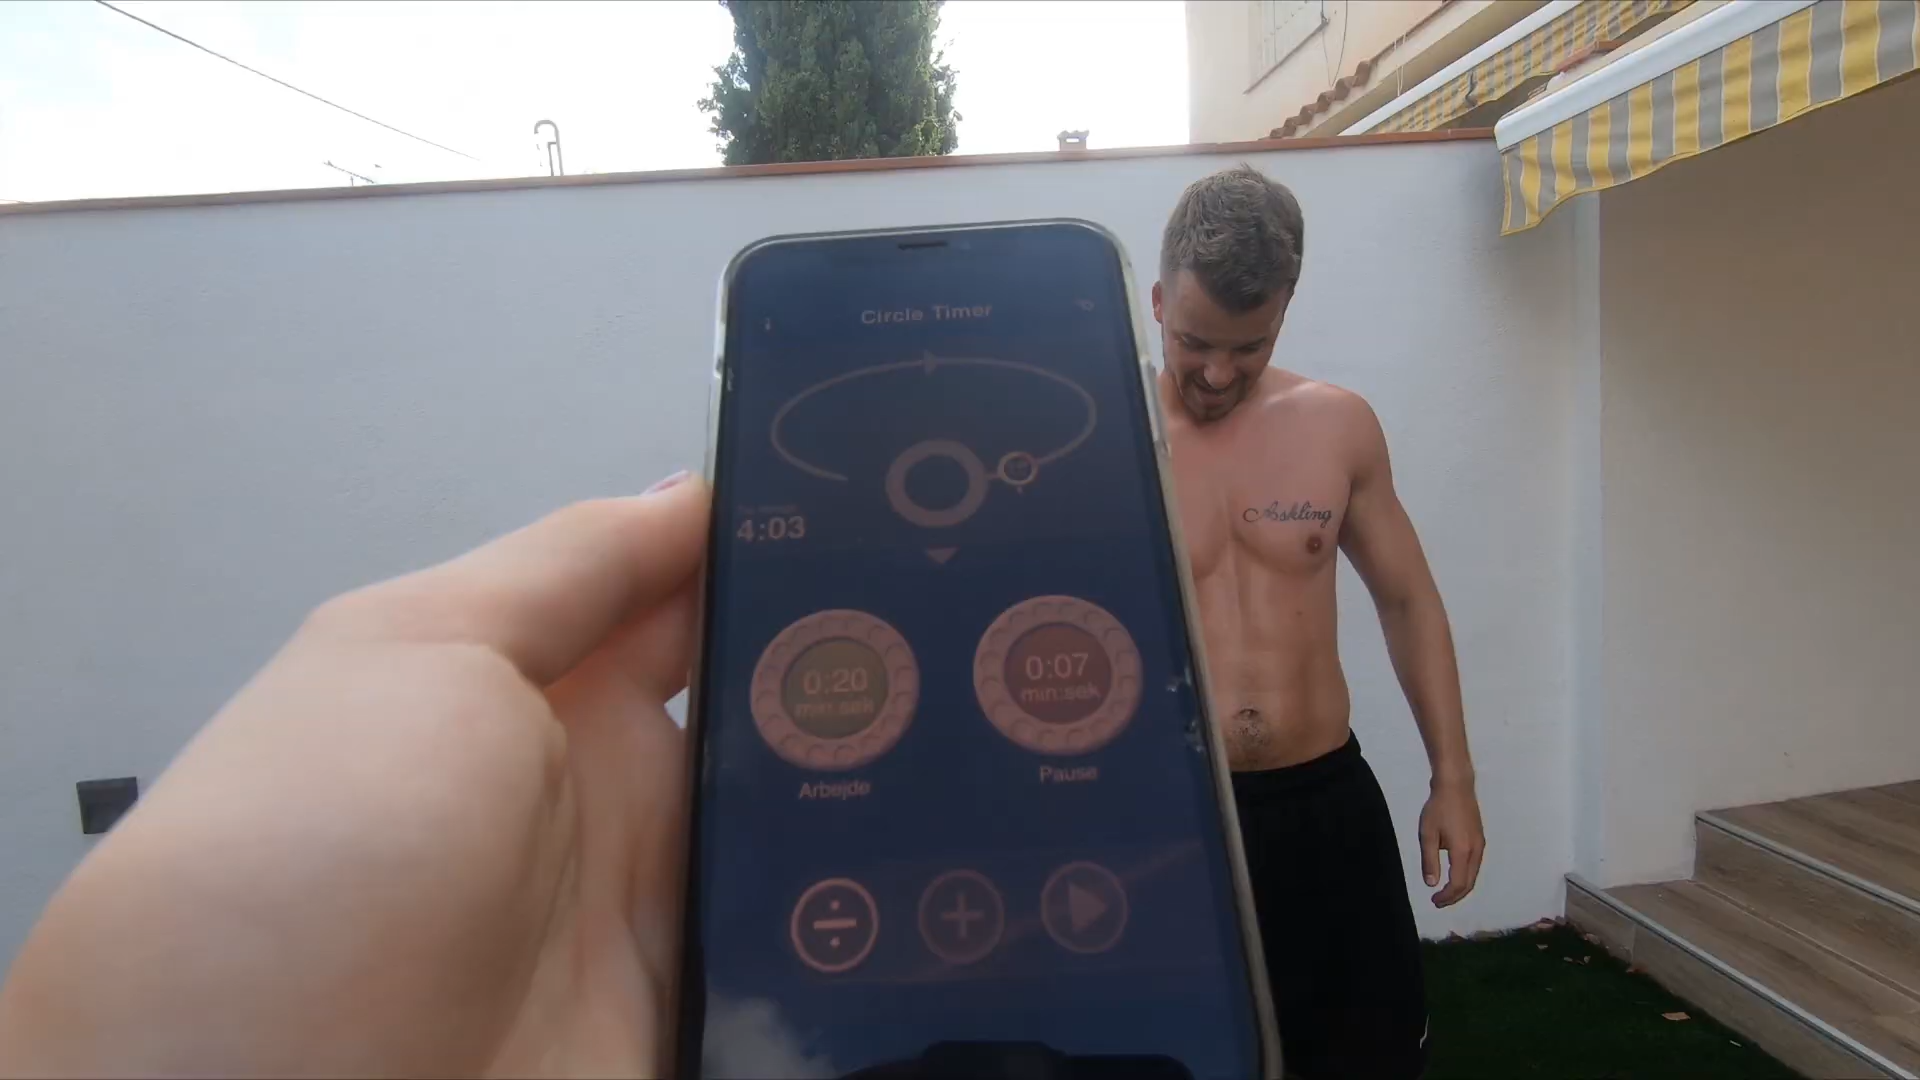 Circle Timer
4:03
0:20
min:sek
Arbejde
0:07
min:sek
Pause
Askling